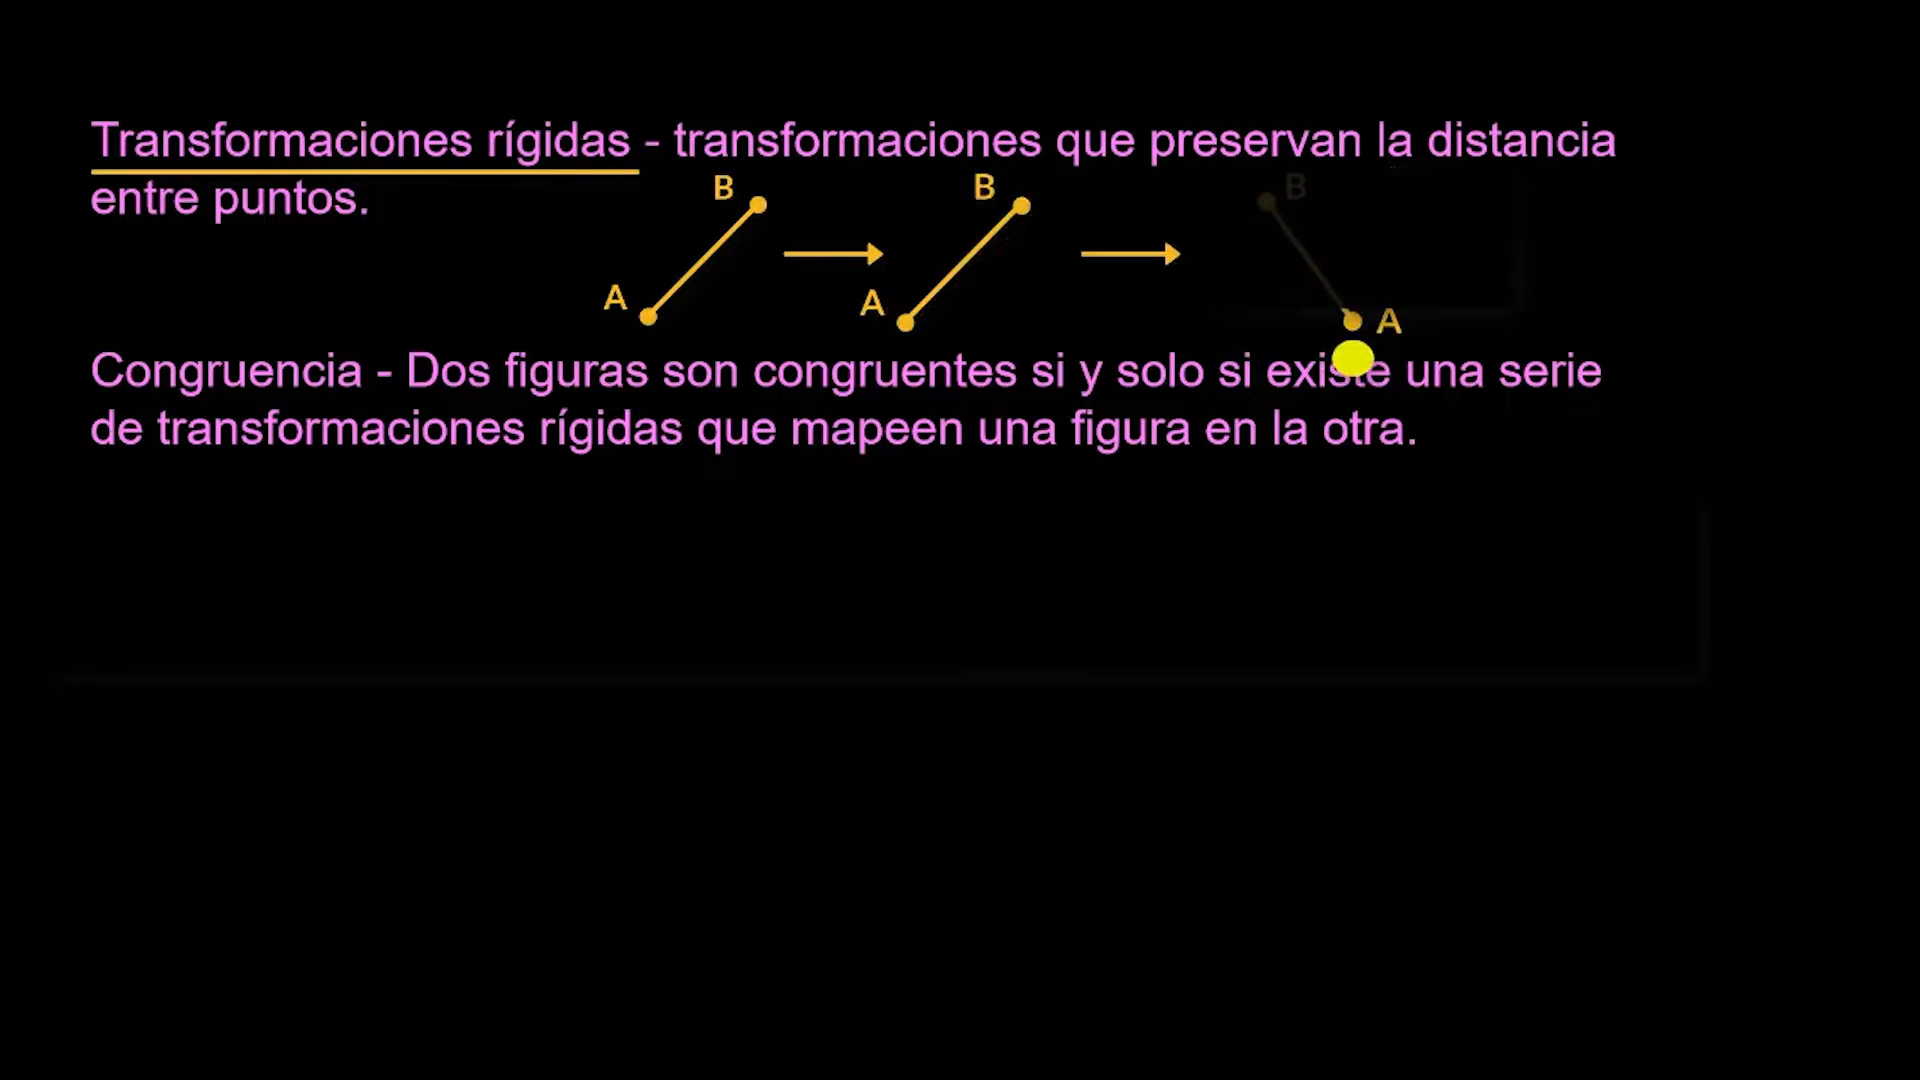 Transformaciones rígidas - transformaciones que preservan la distancia
entre puntos.
B B B
A A A
Congruencia - Dos figuras son congruentes si y solo si existe una serie
de transformaciones rígidas que mapeen una figura en la otra.